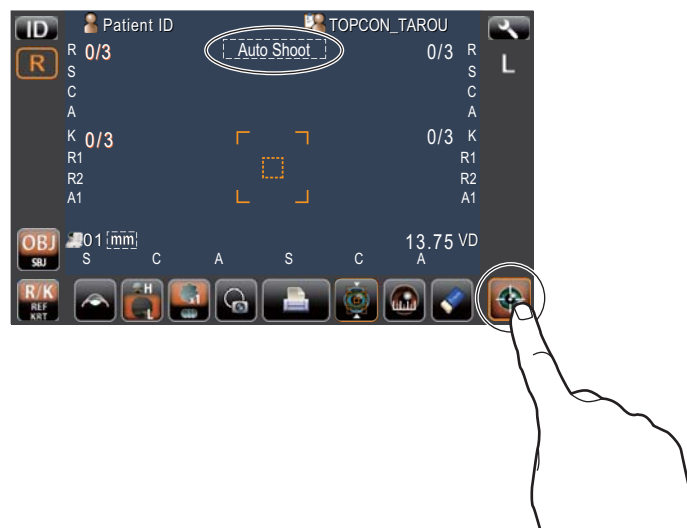 ID Patient ID TOPCON_TAROU
R R 0/3 Auto Shoot 0/3 R L
S S
C C
A A
K 0/3 0/3 K
R1 R1
R2 R2
A1 A1
OBJ SBJ 01 mm 13.75 VD
S C A S C A
R/K REF KRT H L 1